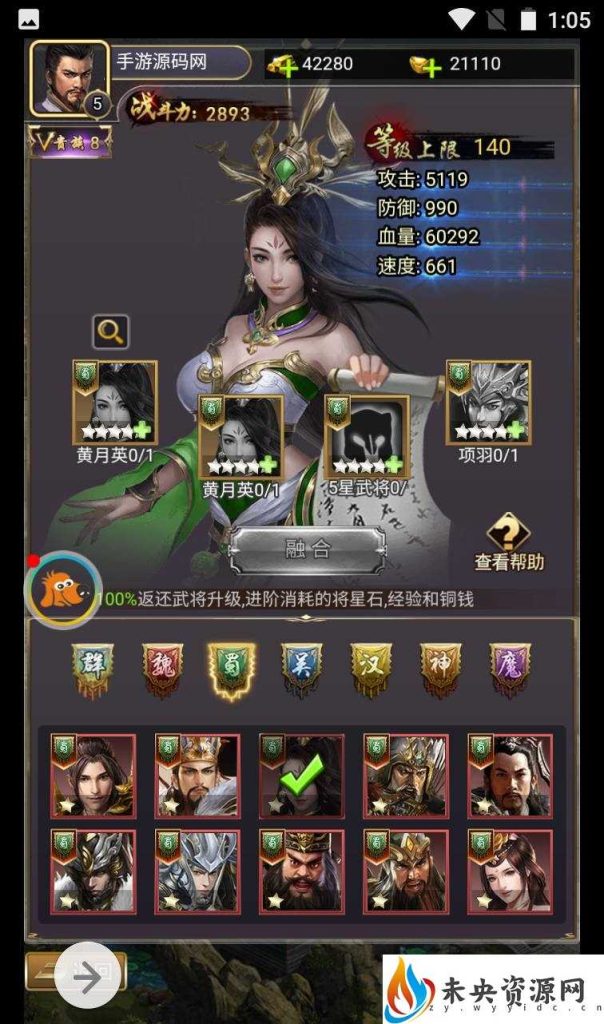 1:05
手游源码网
42280
21110
5
战斗力: 2893
V贵族8
等级上限 140
攻击: 5119
防御: 990
血量: 60292
速度: 661
蜀
蜀
蜀
蜀
黄月英0/1
黄月英0/1
5星武将0/
项羽0/1
融合
查看帮助
100%返还武将升级,进阶消耗的将星石,经验和铜钱
群 魏 蜀 吴 汉 神 魔
蜀 蜀 蜀 蜀 蜀
蜀 蜀 蜀 蜀 蜀
未央资源网
zy.wyyidc.cn